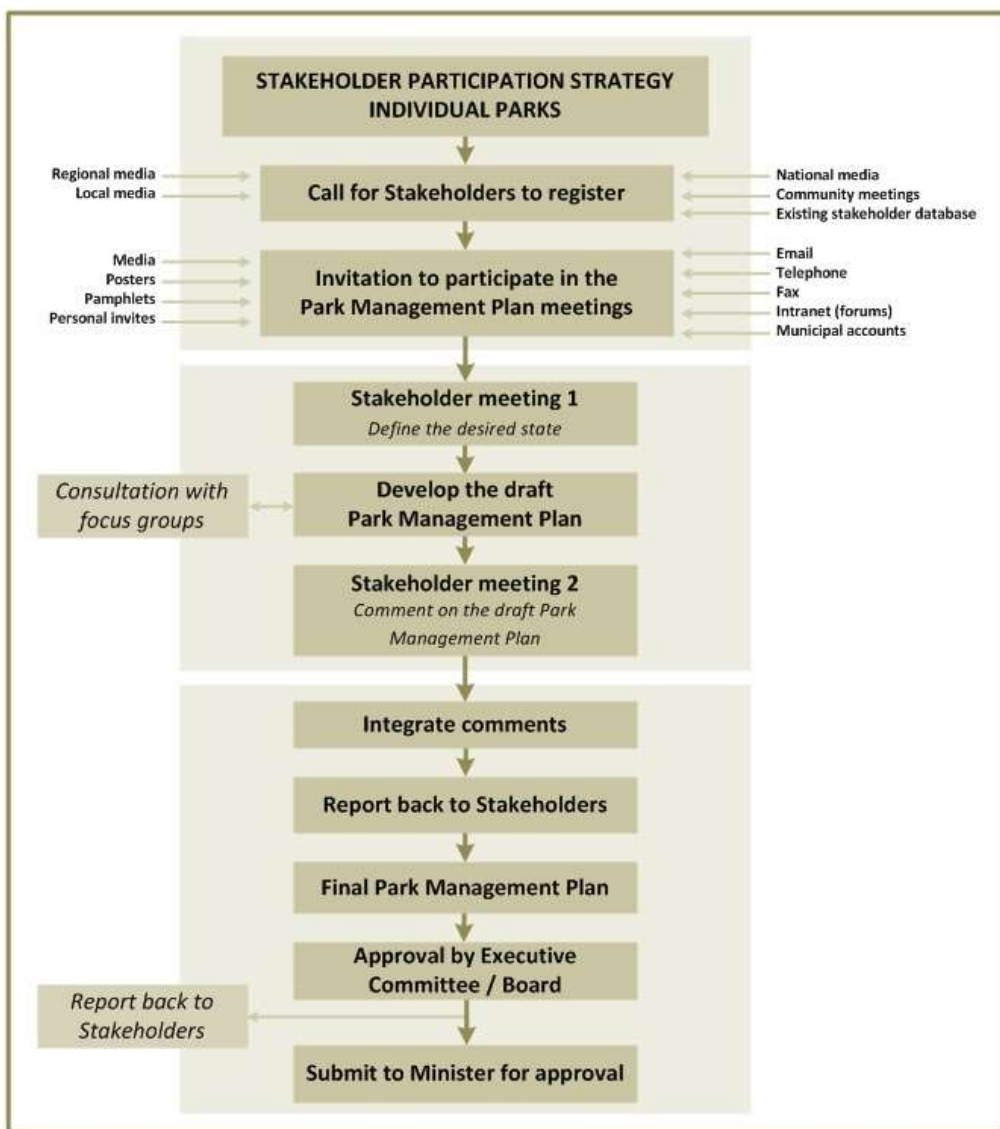 STAKEHOLDER PARTICIPATION STRATEGY
INDIVIDUAL PARKS
Regional media
Local media
Call for Stakeholders to register
National media
Community meetings
Existing stakeholder database
Media
Posters
Pamphlets
Personal invites
Invitation to participate in the
Park Management Plan meetings
Email
Telephone
Fax
Intranet (forums)
Municipal accounts
Stakeholder meeting 1
Define the desired state
Consultation with
focus groups
Develop the draft
Park Management Plan
Stakeholder meeting 2
Comment on the draft Park
Management Plan
Integrate comments
Report back to Stakeholders
Final Park Management Plan
Approval by Executive
Committee / Board
Report back to
Stakeholders
Submit to Minister for approval